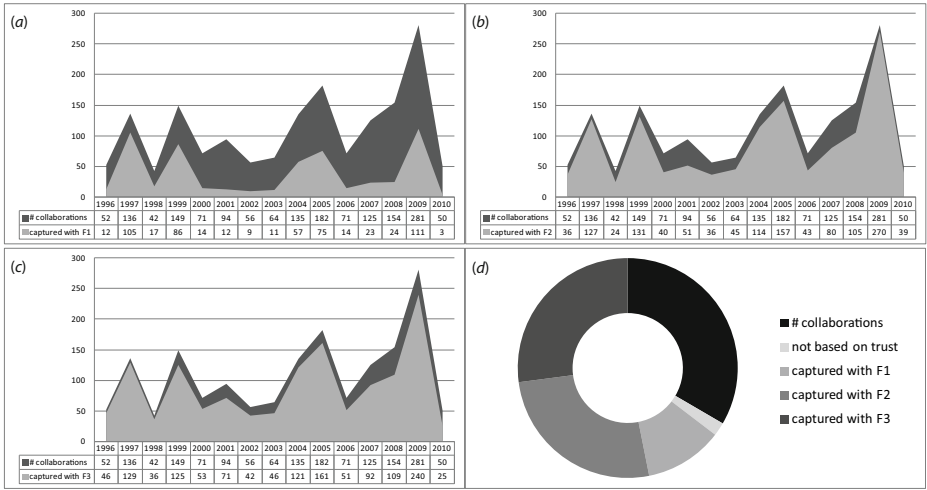 (a)
300
250
200
150
100
50
0
1996 1997 1998 1999 2000 2001 2002 2003 2004 2005 2006 2007 2008 2009 2010
# collaborations 52 136 42 149 71 94 56 64 135 182 71 125 154 281 50
captured with F1 12 105 17 86 14 12 9 11 57 75 14 23 24 111 3
(b)
300
250
200
150
100
50
0
1996 1997 1998 1999 2000 2001 2002 2003 2004 2005 2006 2007 2008 2009 2010
# collaborations 52 136 42 149 71 94 56 64 135 182 71 125 154 281 50
captured with F2 36 127 24 131 40 51 36 45 114 157 43 80 105 270 39
(c)
300
250
200
150
100
50
0
1996 1997 1998 1999 2000 2001 2002 2003 2004 2005 2006 2007 2008 2009 2010
# collaborations 52 136 42 149 71 94 56 64 135 182 71 125 154 281 50
captured with F3 46 129 36 125 53 71 42 46 121 161 51 92 109 240 25
(d)
# collaborations
not based on trust
captured with F1
captured with F2
captured with F3